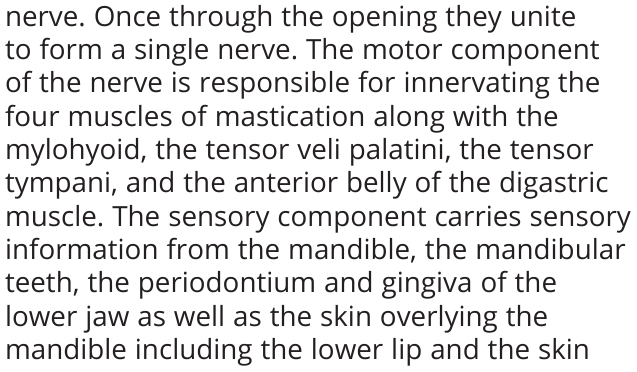 nerve. Once through the opening they unite
to form a single nerve. The motor component
of the nerve is responsible for innervating the
four muscles of mastication along with the
mylohyoid, the tensor veli palatini, the tensor
tympani, and the anterior belly of the digastric
muscle. The sensory component carries sensory
information from the mandible, the mandibular
teeth, the periodontium and gingiva of the
lower jaw as well as the skin overlying the
mandible including the lower lip and the skin